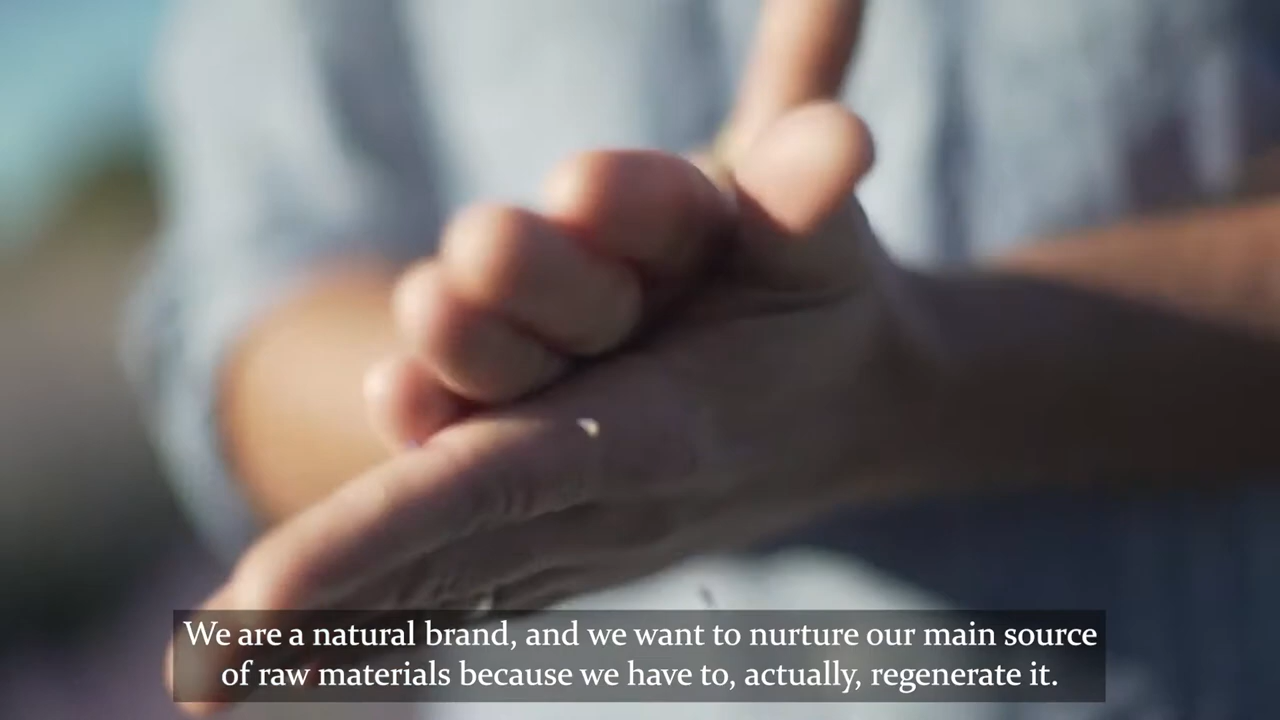 We are a natural brand, and we want to nurture our main source
of raw materials because we have to, actually, regenerate it.